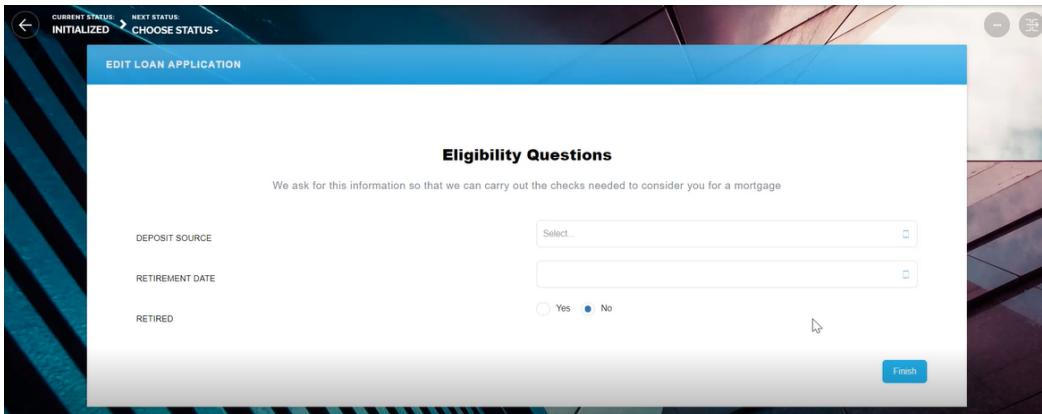 CURRENT STATUS:
INITIALIZED
NEXT STATUS:
CHOOSE STATUS
EDIT LOAN APPLICATION
Eligibility Questions
We ask for this information so that we can carry out the checks needed to consider you for a mortgage
DEPOSIT SOURCE
Select...
RETIREMENT DATE
RETIRED
Yes
No
Finish